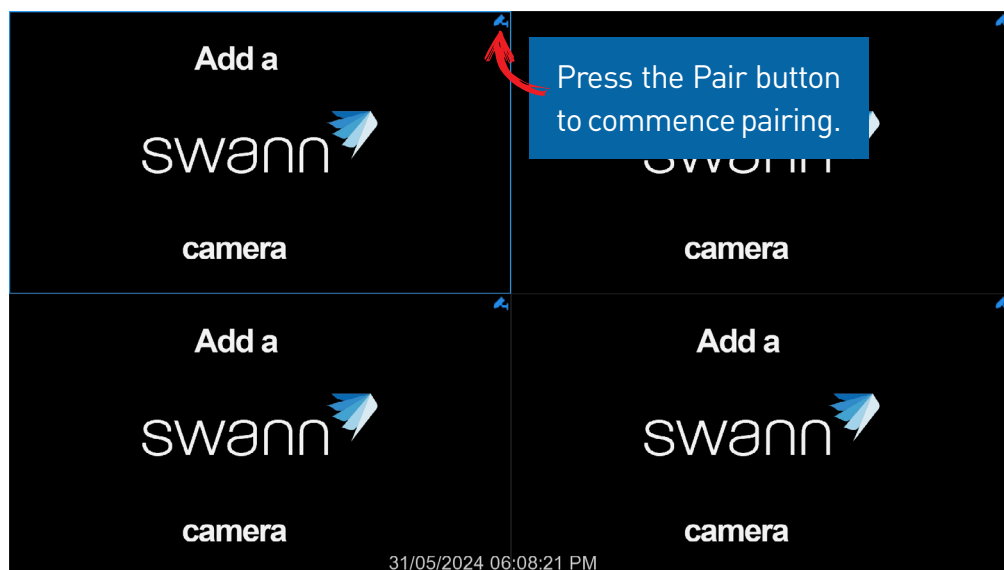 Add a
swann
camera
Press the Pair button
to commence pairing.
swann
camera
Add a
swann
camera
Add a
swann
camera
31/05/2024 06:08:21 PM